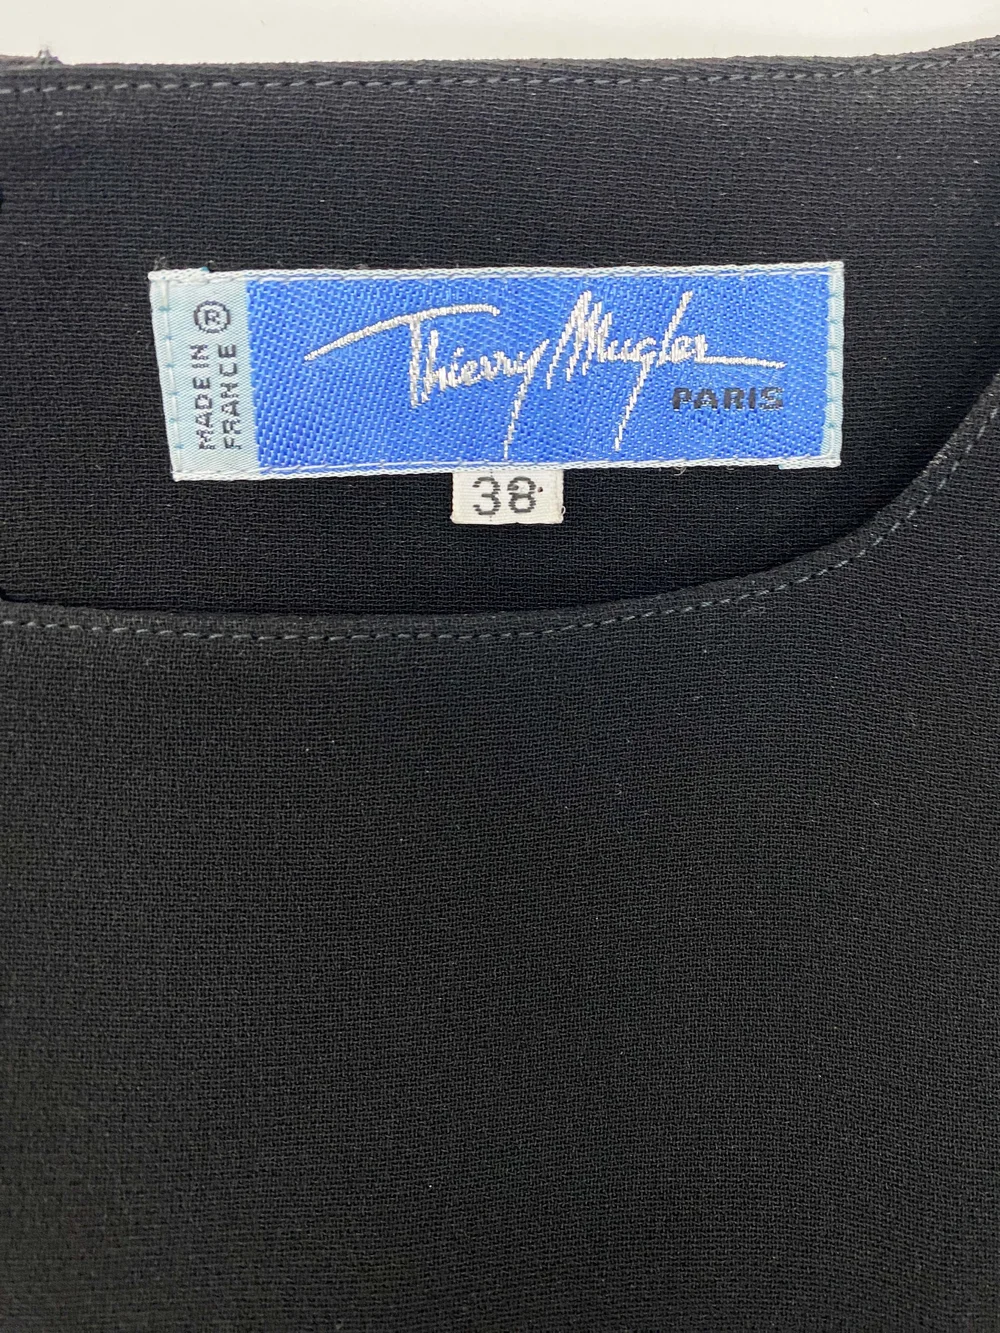 MADE IN ®
FRANCE
Thierry Mugler
PARIS
38